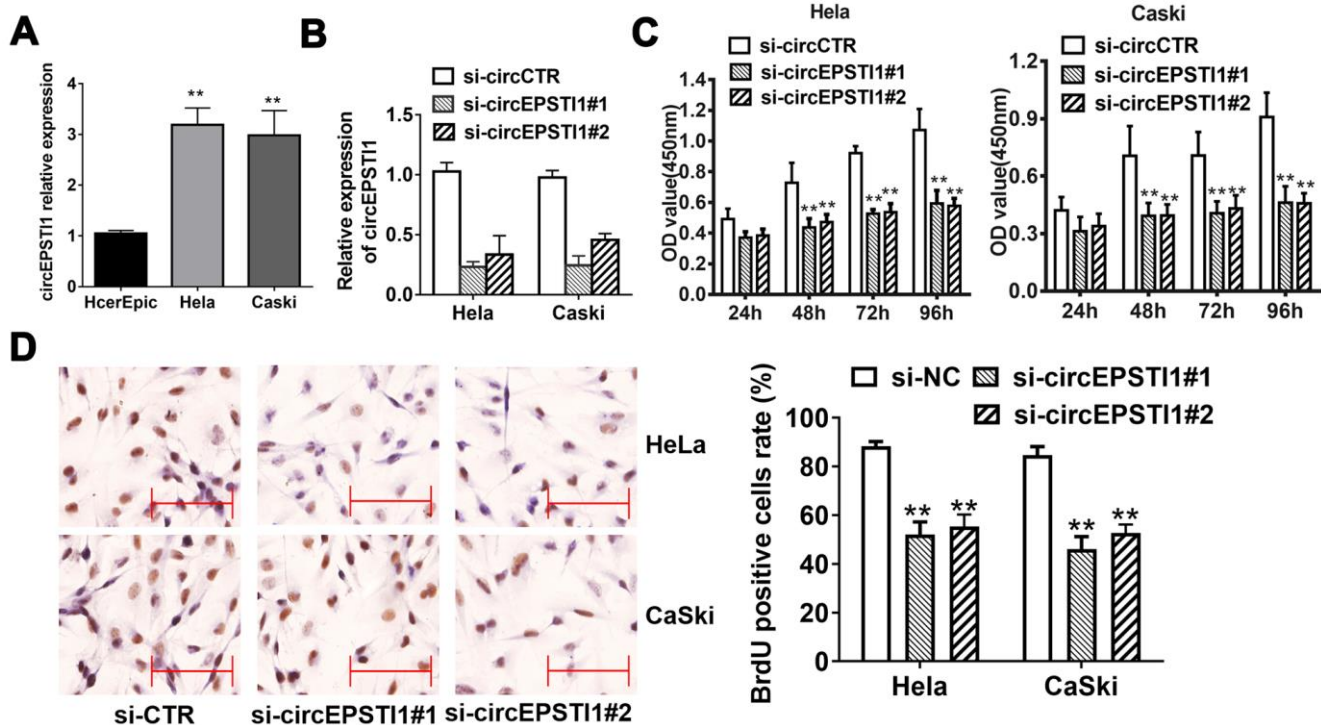 A
circEPSTI1 relative expression
4
3
2
1
0
**
**
HcerEpic
Hela
Caski
B
si-circCTR
si-circEPSTI1#1
si-circEPSTI1#2
Relative expression
of circEPSTI1
1.5
1.0
0.5
0.0
Hela
Caski
C
Hela
si-circCTR
si-circEPSTI1#1
si-circEPSTI1#2
OD value(450nm)
1.4
1.2
1.0
0.8
0.6
0.4
0.2
0.0
** **
** **
** **
24h
48h
72h
96h
Caski
si-circCTR
si-circEPSTI1#1
si-circEPSTI1#2
OD value(450nm)
1.2
0.9
0.6
0.3
0.0
** **
** **
** **
24h
48h
72h
96h
D
HeLa
CaSki
si-CTR
si-circEPSTI1#1
si-circEPSTI1#2
si-NC
si-circEPSTI1#1
si-circEPSTI1#2
BrdU positive cells rate (%)
100
80
60
40
20
0
** **
** **
Hela
CaSki